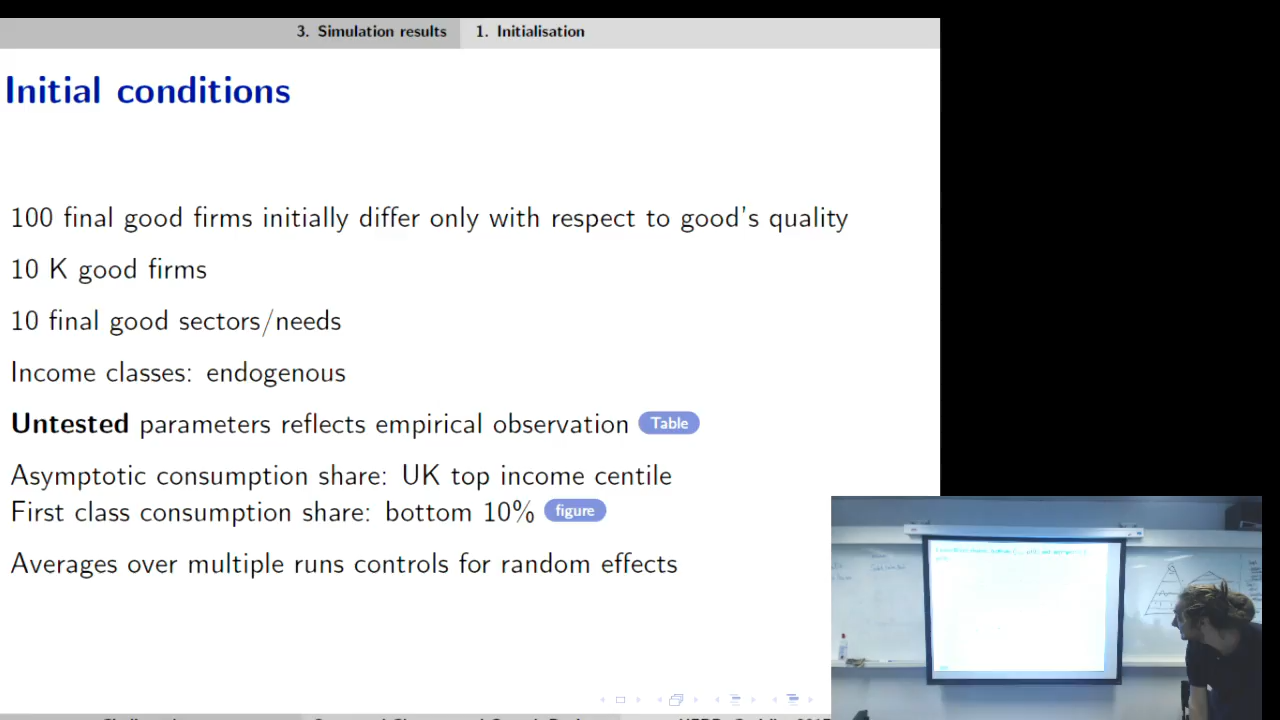 3. Simulation results
1. Initialisation
Initial conditions
100 final good firms initially differ only with respect to good's quality
10 K good firms
10 final good sectors/needs
Income classes: endogenous
Untested parameters reflects empirical observation Table
Asymptotic consumption share: UK top income centile
First class consumption share: bottom 10% figure
Averages over multiple runs controls for random effects